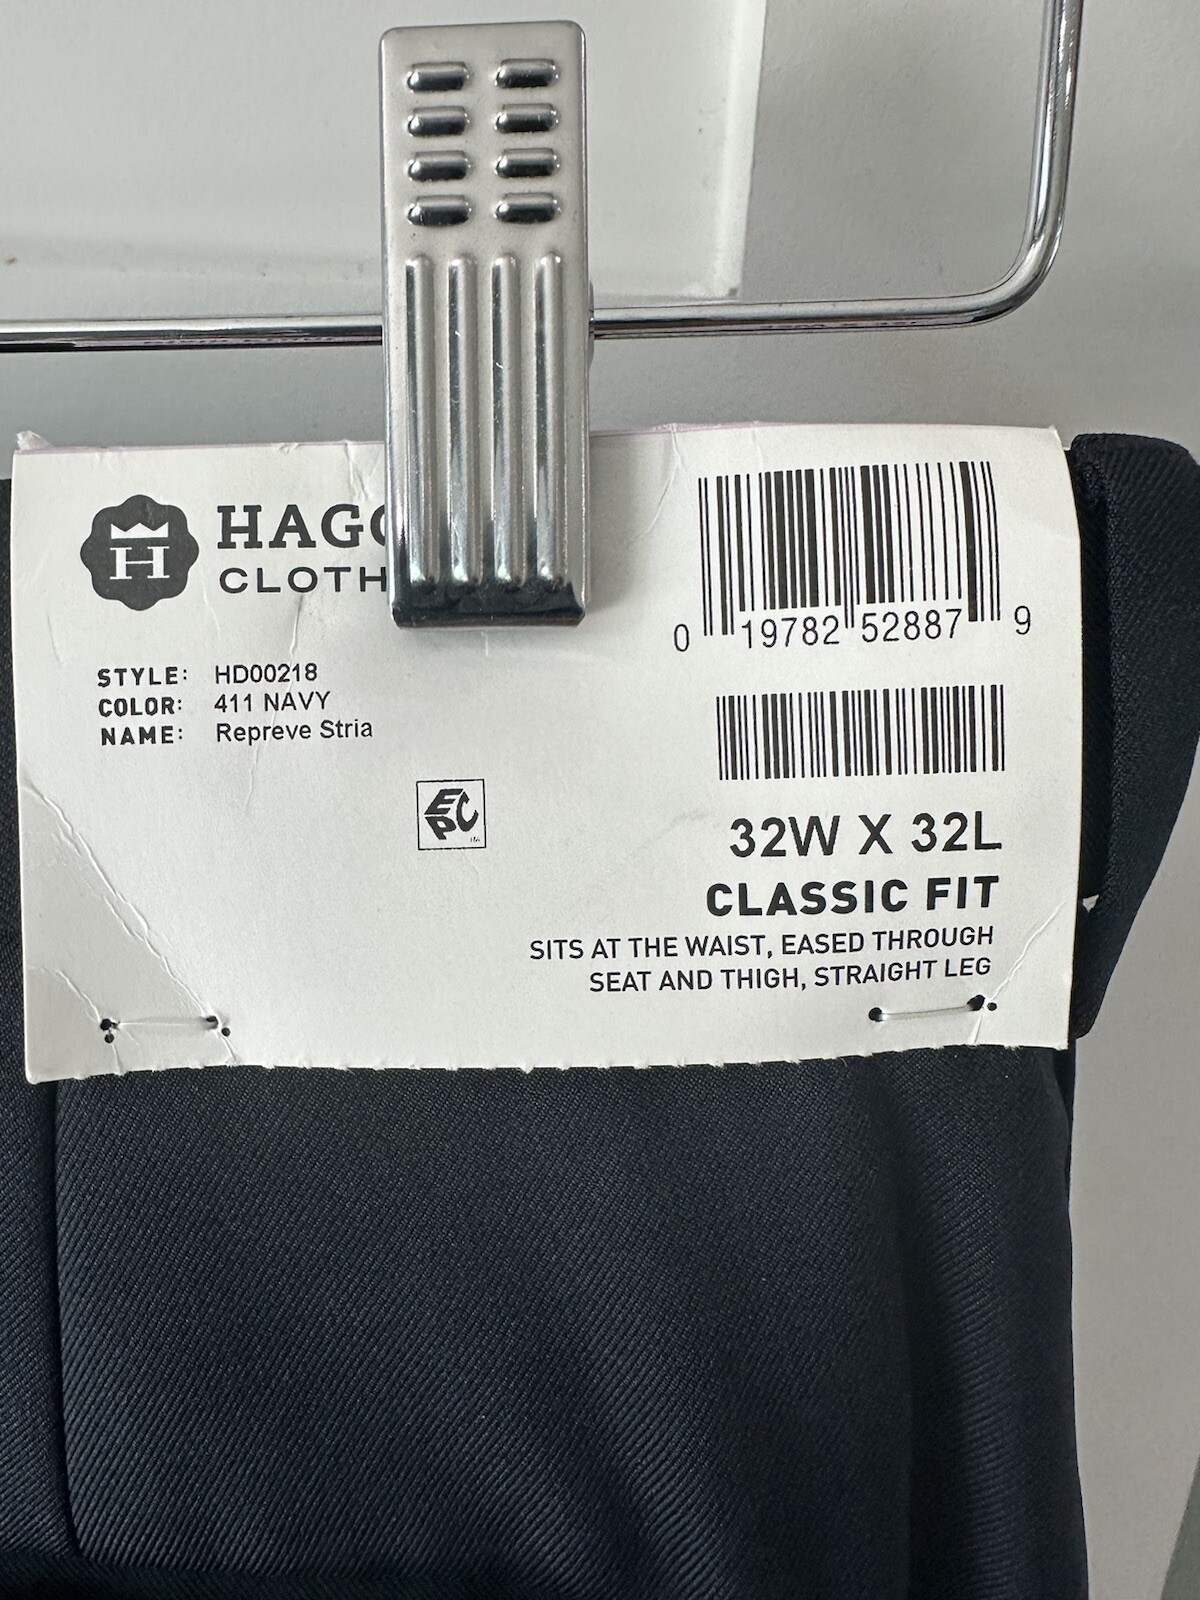 H
HAGG
CLOTH
STYLE: HD00218
COLOR: 411 NAVY
NAME: Repreve Stria
EPC
0 19782 52887 9
32W X 32L
CLASSIC FIT
SITS AT THE WAIST, EASED THROUGH
SEAT AND THIGH, STRAIGHT LEG